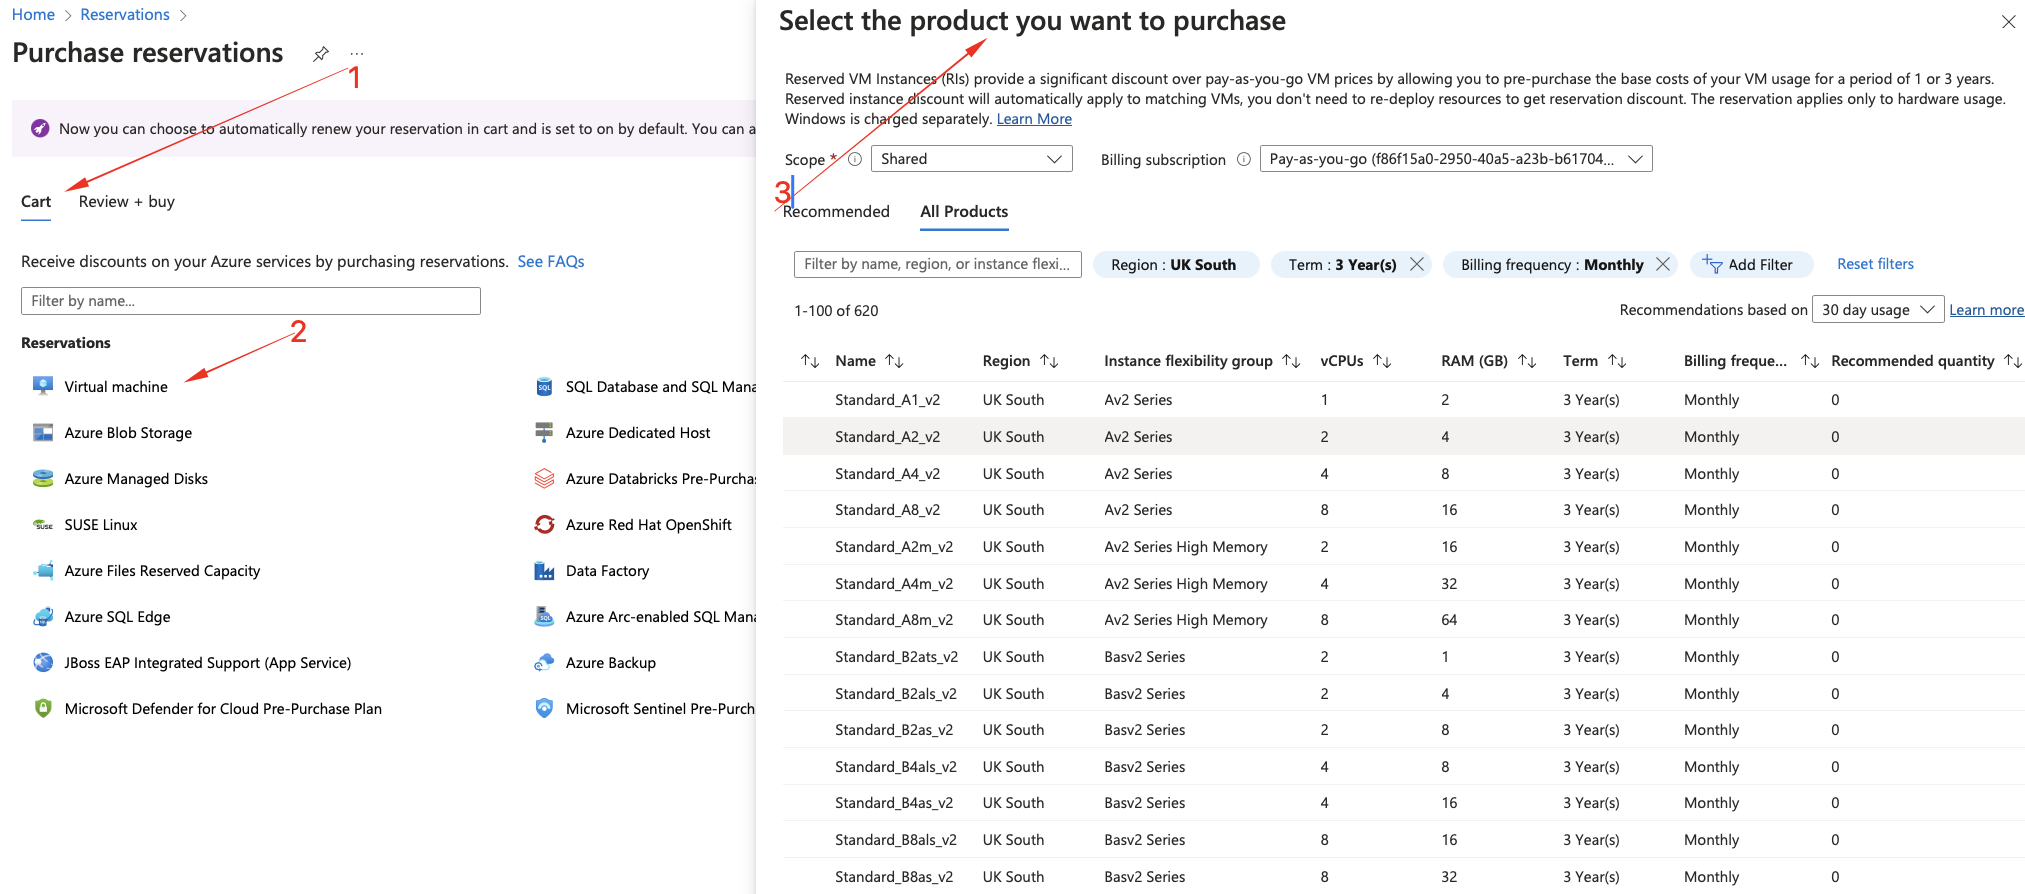 Home > Reservations >
Purchase reservations ...
1
Now you can choose to automatically renew your reservation in cart and is set to on by default. You can a
Cart Review + buy
Receive discounts on your Azure services by purchasing reservations. See FAQs
Filter by name...
2
Reservations
Virtual machine
SQL Database and SQL Mana
Azure Blob Storage
Azure Dedicated Host
Azure Managed Disks
Azure Databricks Pre-Purchas
SUSE Linux
Azure Red Hat OpenShift
Azure Files Reserved Capacity
Data Factory
Azure SQL Edge
Azure Arc-enabled SQL Mana
JBoss EAP Integrated Support (App Service)
Azure Backup
Microsoft Defender for Cloud Pre-Purchase Plan
Microsoft Sentinel Pre-Purch
Select the product you want to purchase
Reserved VM Instances (RIs) provide a significant discount over pay-as-you-go VM prices by allowing you to pre-purchase the base costs of your VM usage for a period of 1 or 3 years.
Reserved instance discount will automatically apply to matching VMs, you don't need to re-deploy resources to get reservation discount. The reservation applies only to hardware usage.
Windows is charged separately. Learn More
Scope * Shared Billing subscription Pay-as-you-go (f86f15a0-2950-40a5-a23b-b61704...
3
Recommended All Products
Filter by name, region, or instance flexi... Region : UK South Term : 3 Year(s) Billing frequency : Monthly Add Filter Reset filters
1-100 of 620 Recommendations based on 30 day usage Learn more
Name Region Instance flexibility group vCPUs RAM (GB) Term Billing freque... Recommended quantity
Standard_A1_v2 UK South Av2 Series 1 2 3 Year(s) Monthly 0
Standard_A2_v2 UK South Av2 Series 2 4 3 Year(s) Monthly 0
Standard_A4_v2 UK South Av2 Series 4 8 3 Year(s) Monthly 0
Standard_A8_v2 UK South Av2 Series 8 16 3 Year(s) Monthly 0
Standard_A2m_v2 UK South Av2 Series High Memory 2 16 3 Year(s) Monthly 0
Standard_A4m_v2 UK South Av2 Series High Memory 4 32 3 Year(s) Monthly 0
Standard_A8m_v2 UK South Av2 Series High Memory 8 64 3 Year(s) Monthly 0
Standard_B2ats_v2 UK South Basv2 Series 2 1 3 Year(s) Monthly 0
Standard_B2als_v2 UK South Basv2 Series 2 4 3 Year(s) Monthly 0
Standard_B2as_v2 UK South Basv2 Series 2 8 3 Year(s) Monthly 0
Standard_B4als_v2 UK South Basv2 Series 4 8 3 Year(s) Monthly 0
Standard_B4as_v2 UK South Basv2 Series 4 16 3 Year(s) Monthly 0
Standard_B8als_v2 UK South Basv2 Series 8 16 3 Year(s) Monthly 0
Standard_B8as_v2 UK South Basv2 Series 8 32 3 Year(s) Monthly 0